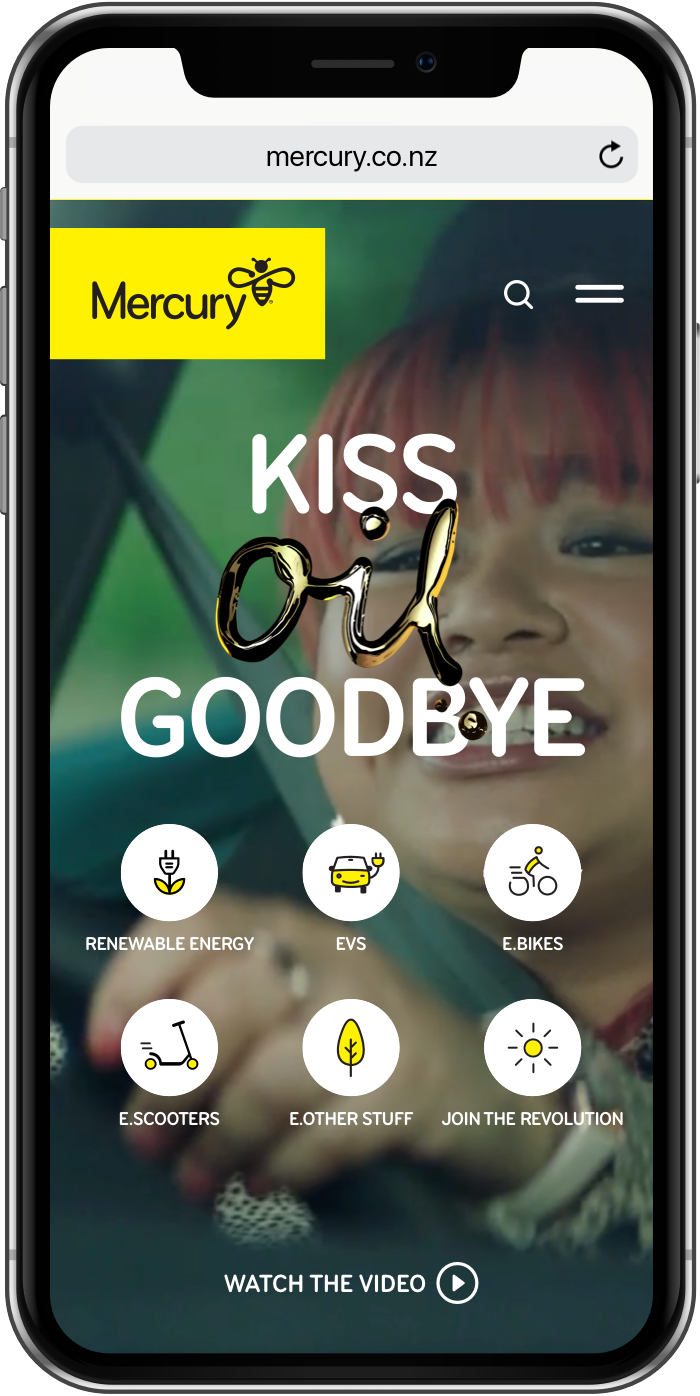 mercury.co.nz
Mercury
KISS
oil
GOODBYE
RENEWABLE ENERGY
EVS
E.BIKES
E.SCOOTERS
E.OTHER STUFF
JOIN THE REVOLUTION
WATCH THE VIDEO